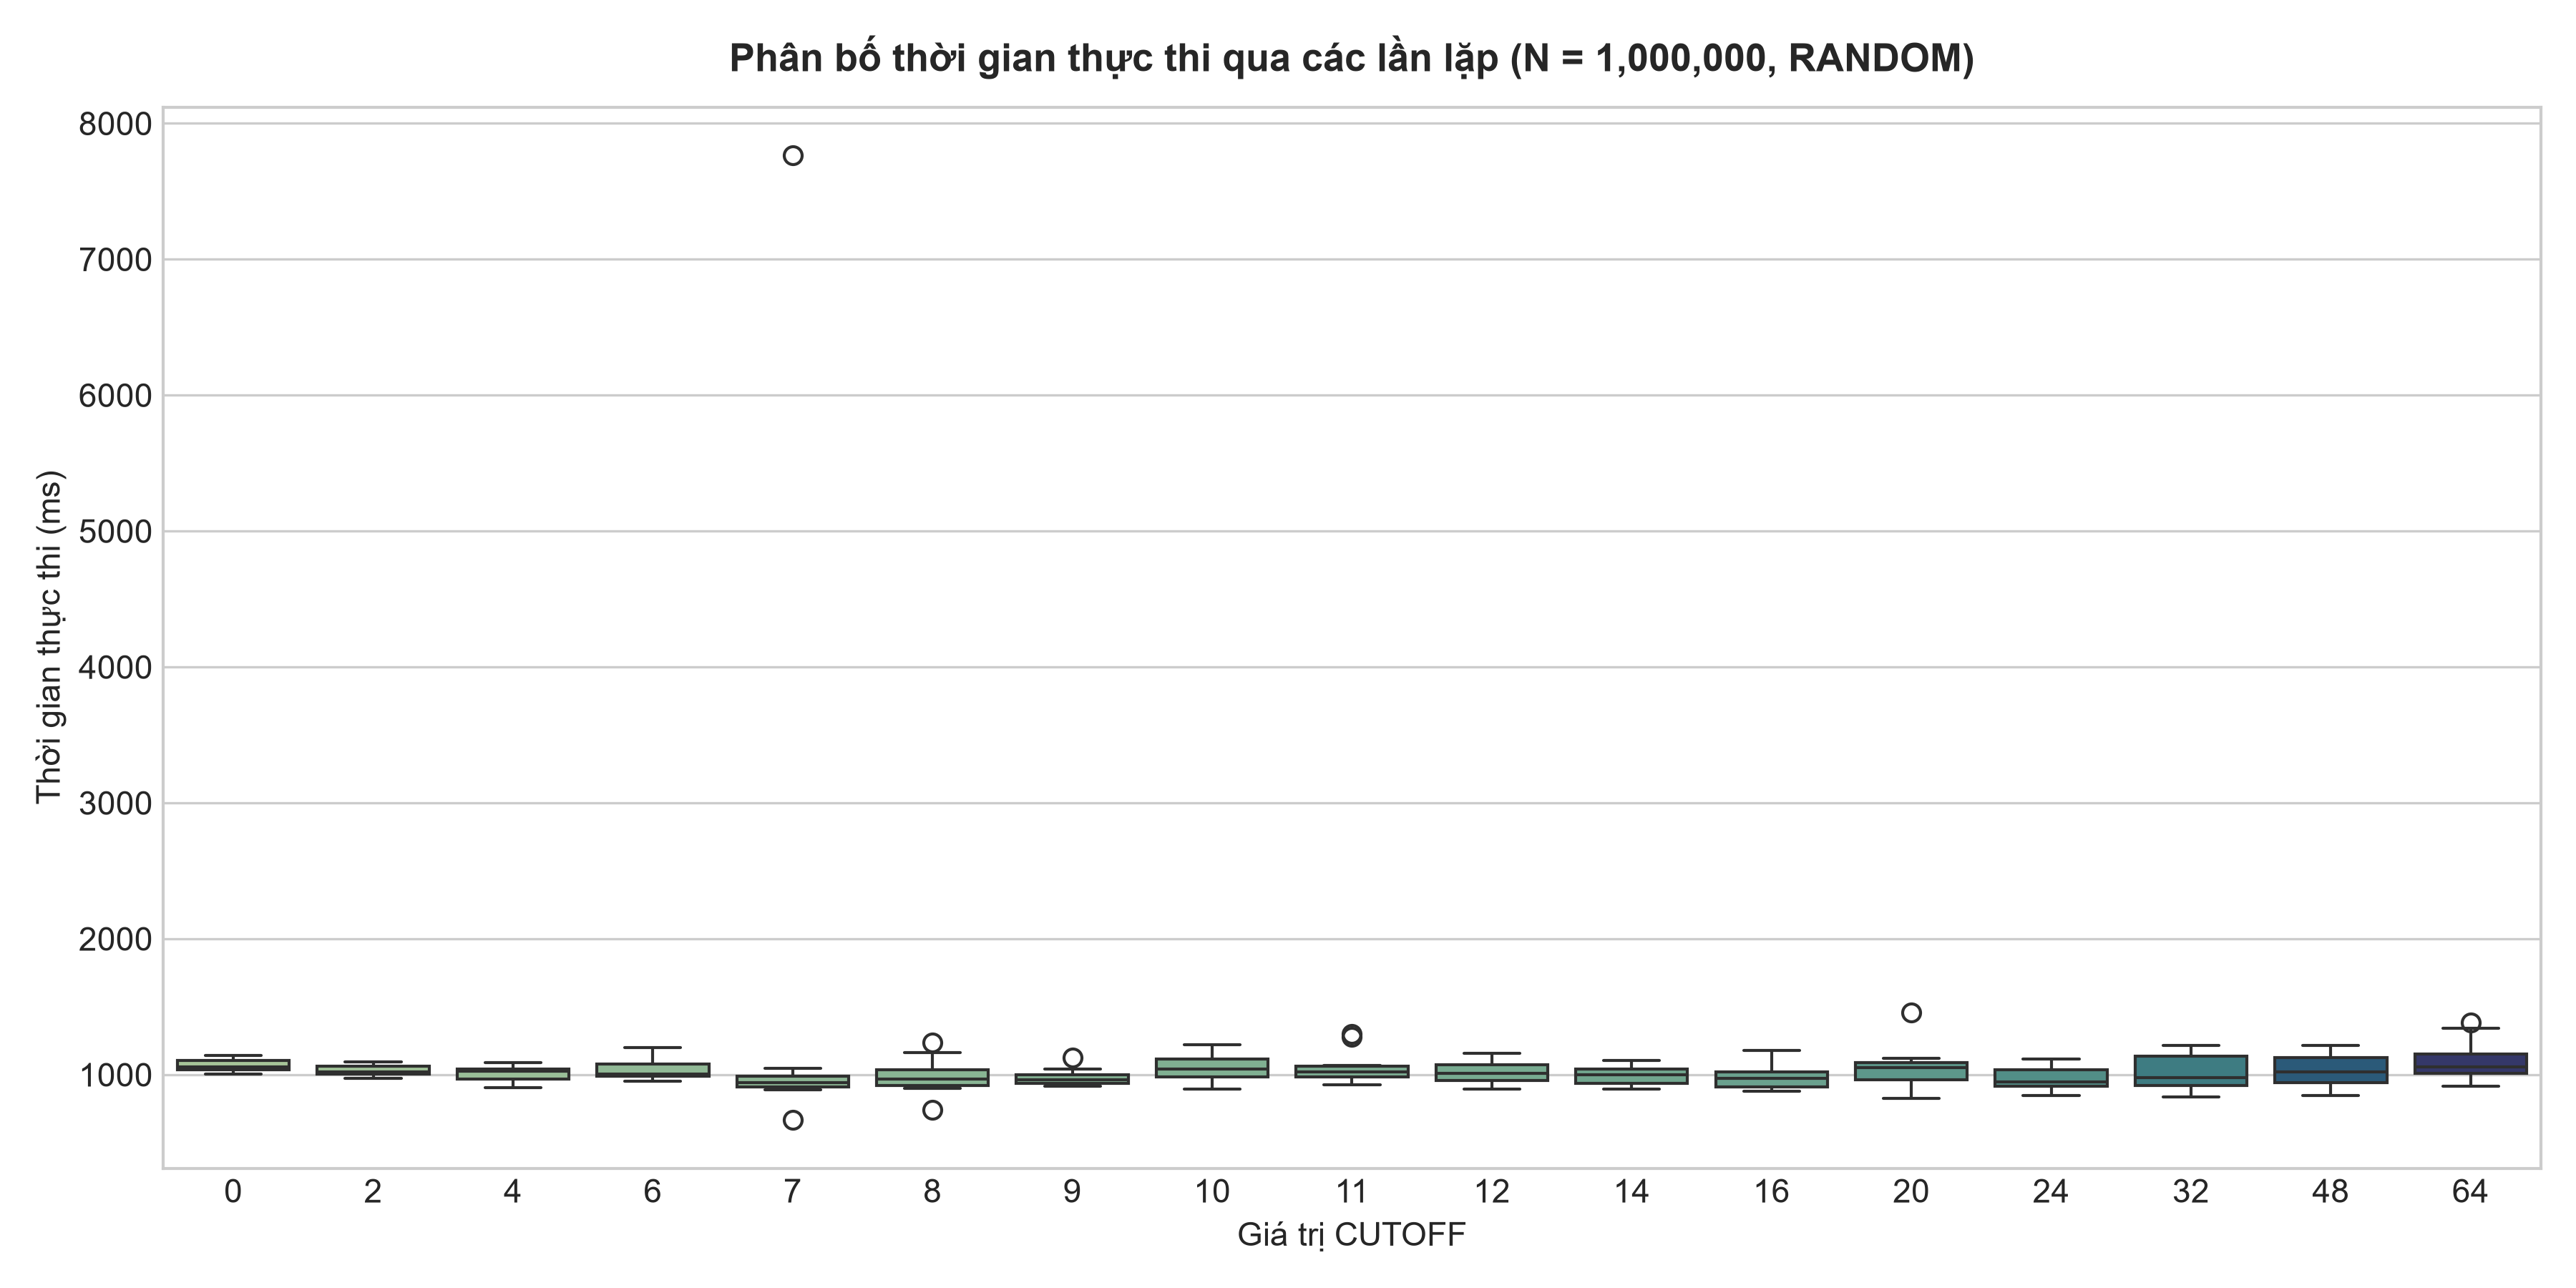 Phân bố thời gian thực thi qua các lần lặp (N = 1,000,000, RANDOM)
Thời gian thực thi (ms)
8000
7000
6000
5000
4000
3000
2000
1000
0 2 4 6 7 8 9 10 11 12 14 16 20 24 32 48 64
Giá trị CUTOFF